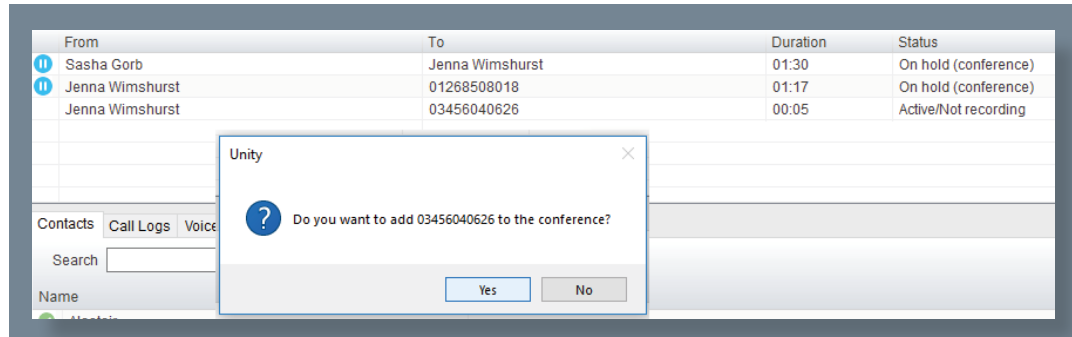 From To Duration Status
Sasha Gorb Jenna Wimshurst 01:30 On hold (conference)
Jenna Wimshurst 01268508018 01:17 On hold (conference)
Jenna Wimshurst 03456040626 00:05 Active/Not recording
Unity
Do you want to add 03456040626 to the conference?
Yes No
Contacts Call Logs Voice
Search
Name